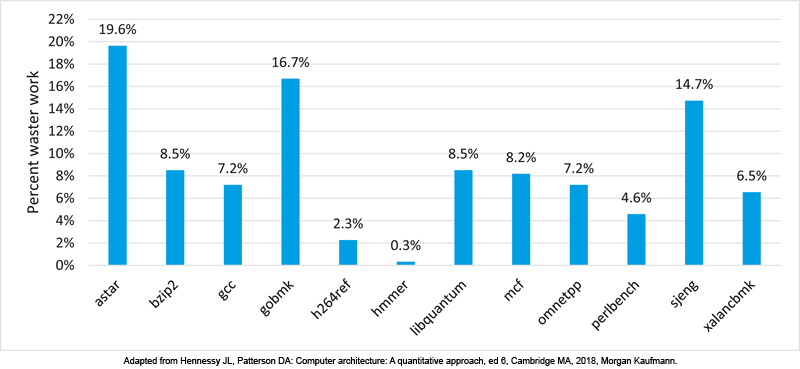 Percent waster work
22%
20%
18%
16%
14%
12%
10%
8%
6%
4%
2%
0%
19.6%
8.5%
7.2%
16.7%
2.3%
0.3%
8.5%
8.2%
7.2%
4.6%
14.7%
6.5%
astar
bzip2
gcc
gobmk
h264ref
hmmer
libquantum
mcf
omnetpp
perlbench
sjeng
xalancbmk
Adapted from Hennesy JL, Patterson DA: Computer architecture: A quantitative approach, ed 6, Cambridge MA, 2018, Morgan Kaufmann.